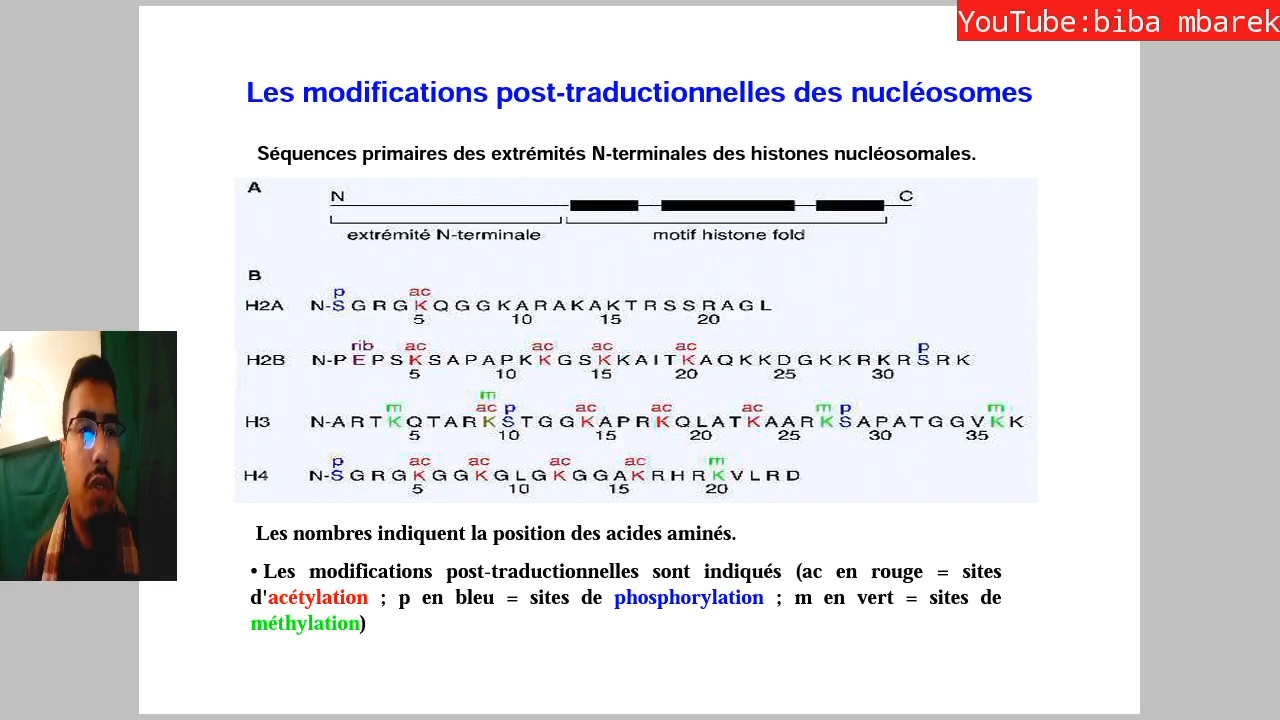 YouTube:biba mbarek
Les modifications post-traductionnelles des nucléosomes
Séquences primaires des extrémités N-terminales des histones nucléosomales.
A
N C
extrémité N-terminale motif histone fold
B
p ac
H2A N-SGRGKQGGKARAKAKTRSSRAGL
5 10 15 20
rib ac ac ac ac p
H2B N-PEPSKSAPAPKKGSKKAITKAQKKDGKKRKRSRK
5 10 15 20 25 30
m
m ac p ac ac ac m p m
H3 N-ARTKQTARKSTGGKAPRKQLATKAARKSAPATGGVKK
5 10 15 20 25 30 35
p ac ac ac ac m
H4 N-SGRGKGGKGLGKGGAKRHRKVLRD
5 10 15 20
Les nombres indiquent la position des acides aminés.
• Les modifications post-traductionnelles sont indiqués (ac en rouge = sites
d'acétylation ; p en bleu = sites de phosphorylation ; m en vert = sites de
méthylation)